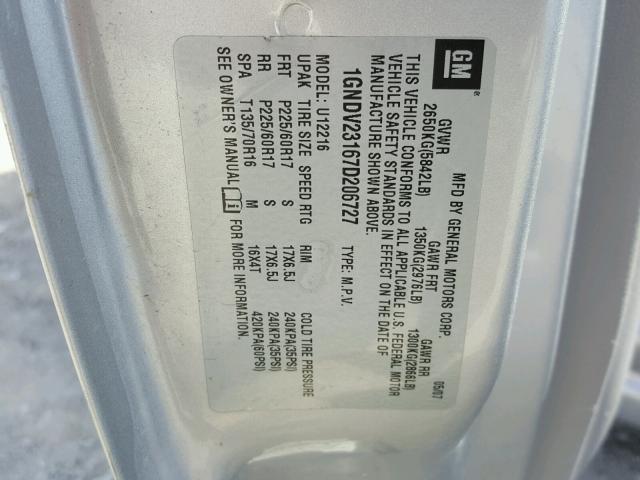 GM
MFD BY GENERAL MOTORS CORP. 05/07
GVWR GAWR FRT GAWR RR
2650KG(5842LB) 1350KG(2976LB) 1300KG(2866LB)
THIS VEHICLE CONFORMS TO ALL APPLICABLE U.S. FEDERAL MOTOR
VEHICLE SAFETY STANDARDS IN EFFECT ON THE DATE OF
MANUFACTURE SHOWN ABOVE.
1GNDV23167D206727 TYPE: M.P.V.
MODEL: U12216
UPAK TIRE SIZE SPEED RTG RIM COLD TIRE PRESSURE
FRT P225/60R17 S 17X6.5J 240KPA(35PSI)
RR P225/60R17 S 17X6.5J 240KPA(35PSI)
SPA T135/70R16 M 16X4T 420KPA(60PSI)
SEE OWNER'S MANUAL FOR MORE INFORMATION.